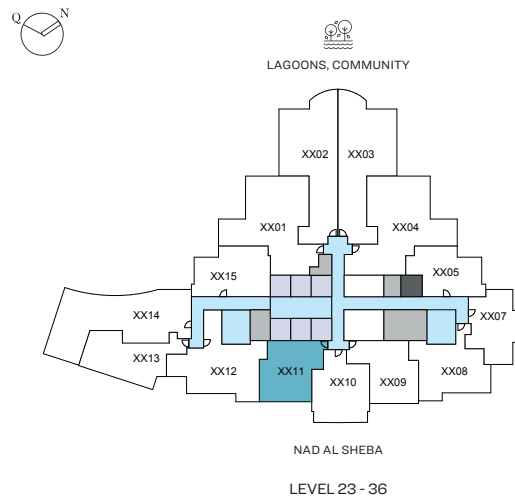 Q N
LAGOONS, COMMUNITY
XX02 XX03
XX01 XX04
XX15 XX05
XX14 XX07
XX13 XX12 XX11 XX10 XX09 XX08
NAD AL SHEBA
LEVEL 23 - 36